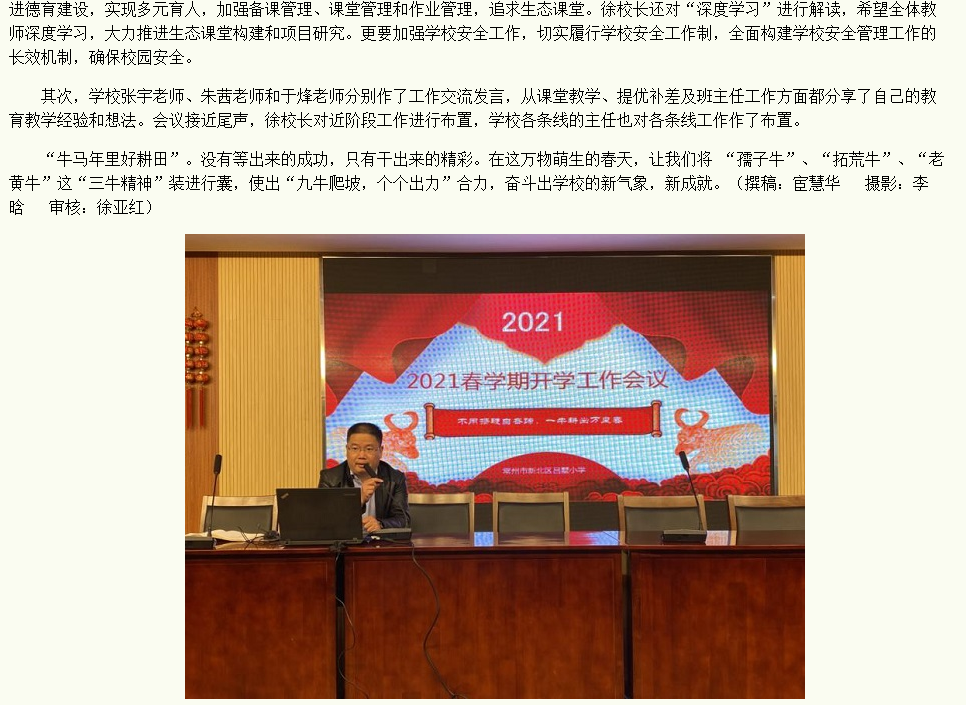 进德育建设，实现多元育人，加强备课管理、课堂管理和作业管理，追求生态课堂。徐校长还对“深度学习”进行解读，希望全体教
师深度学习，大力推进生态课堂构建和项目研究。更要加强学校安全工作，切实履行学校安全工作制，全面构建学校安全管理工作的
长效机制，确保校园安全。
其次，学校张宇老师、朱茜老师和于烽老师分别作了工作交流发言，从课堂教学、提优补差及班主任工作方面都分享了自己的教
育教学经验和想法。会议接近尾声，徐校长对近阶段工作进行布置，学校各条线的主任也对各条线工作作了布置。
“牛马年里好耕田”。没有等出来的成功，只有干出来的精彩。在这万物萌生的春天，让我们将 “孺子牛”、“拓荒牛”、“老
黄牛”这“三牛精神”装进行囊，使出“九牛爬坡，个个出力”合力，奋斗出学校的新气象，新成就。（撰稿：宦慧华 摄影：李
晗 审核：徐亚红）
2021
2021春学期开学工作会议
不用扬鞭自奋蹄，一牛耕出万里春
常州市新北区吕墅小学